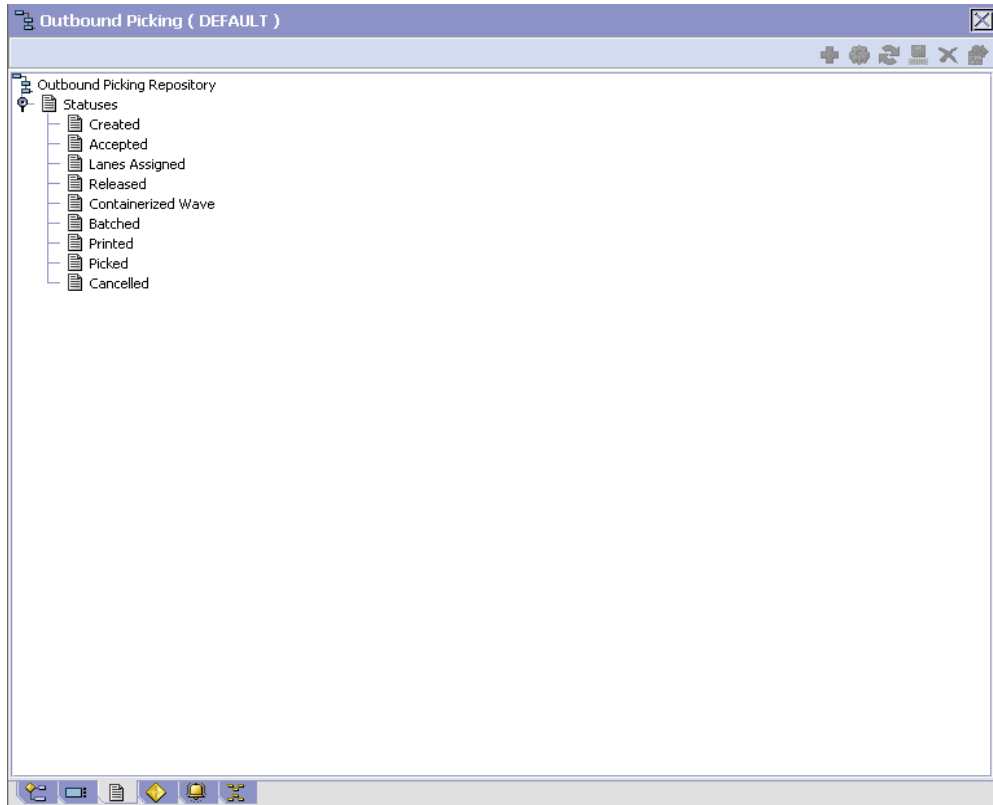 Outbound Picking ( DEFAULT )
Outbound Picking Repository
Statuses
Created
Accepted
Lanes Assigned
Released
Containerized Wave
Batched
Printed
Picked
Cancelled